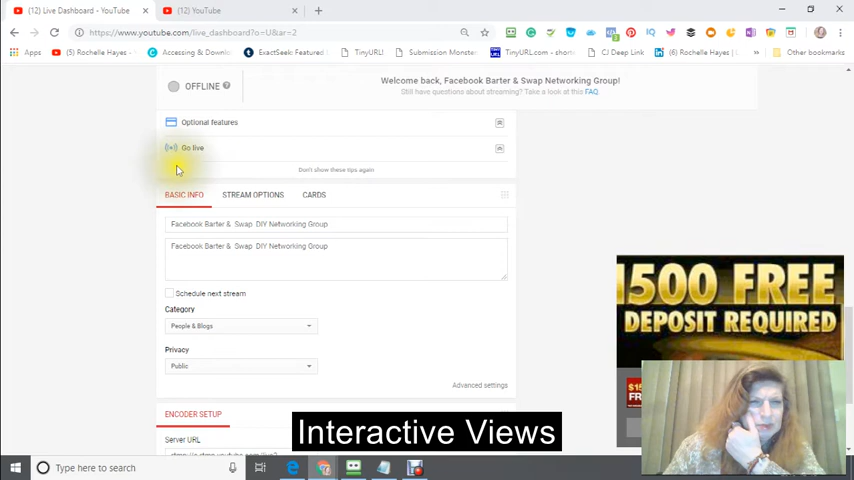 (12) Live Dashboard - YouTube
(12) YouTube
https://www.youtube.com/live_dashboard?o=U&ar=2
Apps
(5) Rochelle Hayes
Accessing & Downl
ExactSeek: Featured
TinyURL!
Submission Monster
TinyURL.com - short
CJ Deep Link
(6) Rochelle Hayes
Other bookmarks
OFFLINE
Welcome back, Facebook Barter & Swap Networking Group!
Still have questions about streaming? Take a look at this FAQ.
Optional features
Go live
Don't show these tips again
BASIC INFO
STREAM OPTIONS
CARDS
Facebook Barter & Swap DIY Networking Group
Facebook Barter & Swap DIY Networking Group
Schedule next stream
Category
People & Blogs
Privacy
Public
Advanced settings
1500 FREE
DEPOSIT REQUIRED
ENCODER SETUP
Server URL
Interactive Views
Type here to search